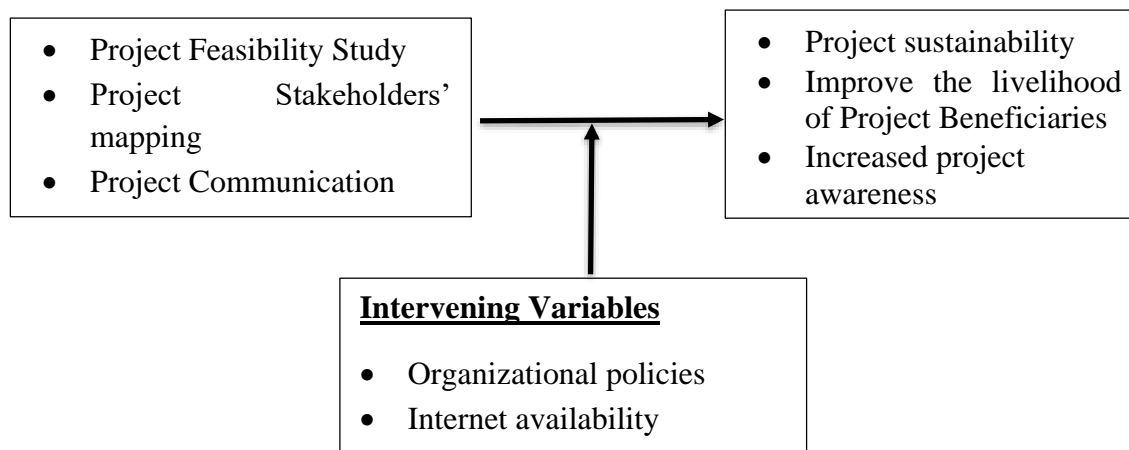 • Project Feasibility Study
• Project Stakeholders’
mapping
• Project Communication
• Project sustainability
• Improve the livelihood
of Project Beneficiaries
• Increased project
awareness
Intervening Variables
• Organizational policies
• Internet availability